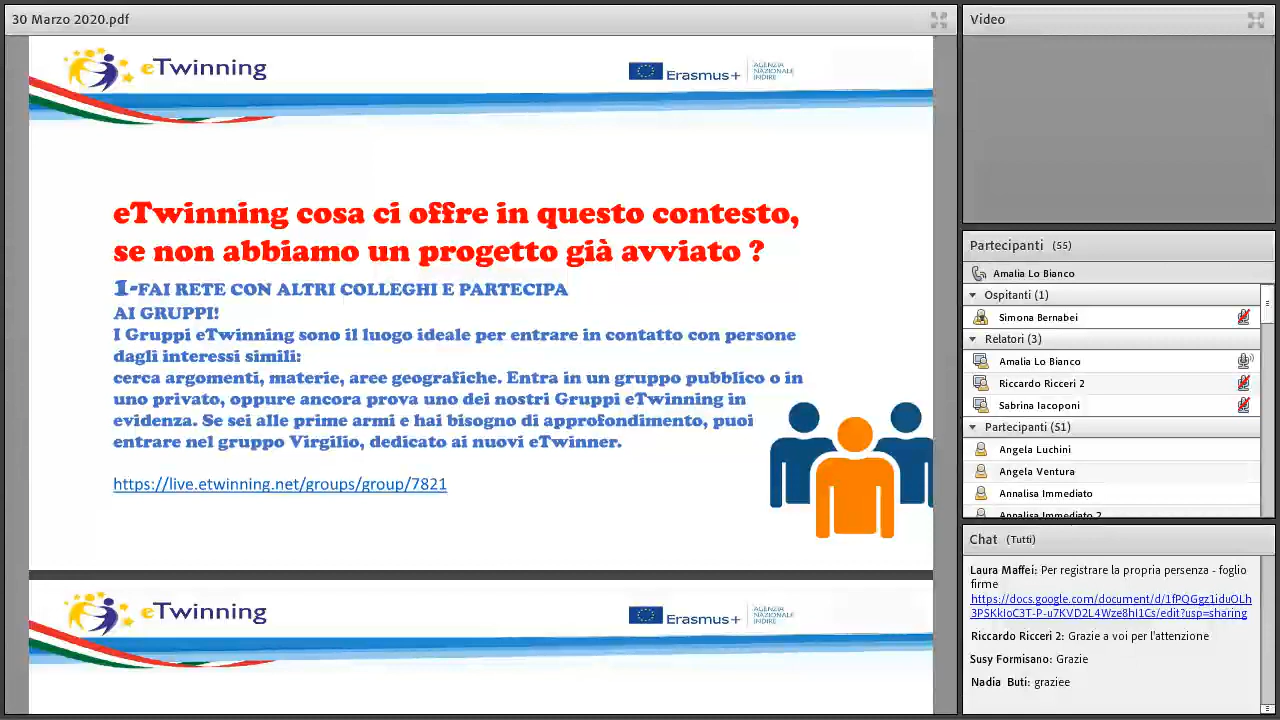 30 Marzo 2020.pdf
eTwinning
Erasmus+
AGENZIA
NAZIONALE
INDIRE
eTwinning cosa ci offre in questo contesto,
se non abbiamo un progetto già avviato ?
1-FAI RETE CON ALTRI COLLEGHI E PARTECIPA
AI GRUPPI!
I Gruppi eTwinning sono il luogo ideale per entrare in contatto con persone
dagli interessi simili:
cerca argomenti, materie, aree geografiche. Entra in un gruppo pubblico o in
uno privato, oppure ancora prova uno dei nostri Gruppi eTwinning in
evidenza. Se sei alle prime armi e hai bisogno di approfondimento, puoi
entrare nel gruppo Virgilio, dedicato ai nuovi eTwinner.
https://live.etwinning.net/groups/group/7821
eTwinning
Erasmus+
AGENZIA
NAZIONALE
INDIRE
Video
Partecipanti (55)
Amalia Lo Bianco
Ospitanti (1)
Simona Bernabei
Relatori (3)
Amalia Lo Bianco
Riccardo Ricceri 2
Sabrina Iacoponi
Partecipanti (51)
Angela Luchini
Angela Ventura
Annalisa Immediato
Annalisa Immediato 2
Chat (Tutti)
Laura Maffei: Per registrare la propria persenza - foglio
firme
https://docs.google.com/document/d/1fPQGgz1iduOLh
3PSKkIoC3T-P-u7KVD2L4Wze8hI1Cs/edit?usp=sharing
Riccardo Ricceri 2: Grazie a voi per l'attenzione
Susy Formisano: Grazie
Nadia Buti: graziee